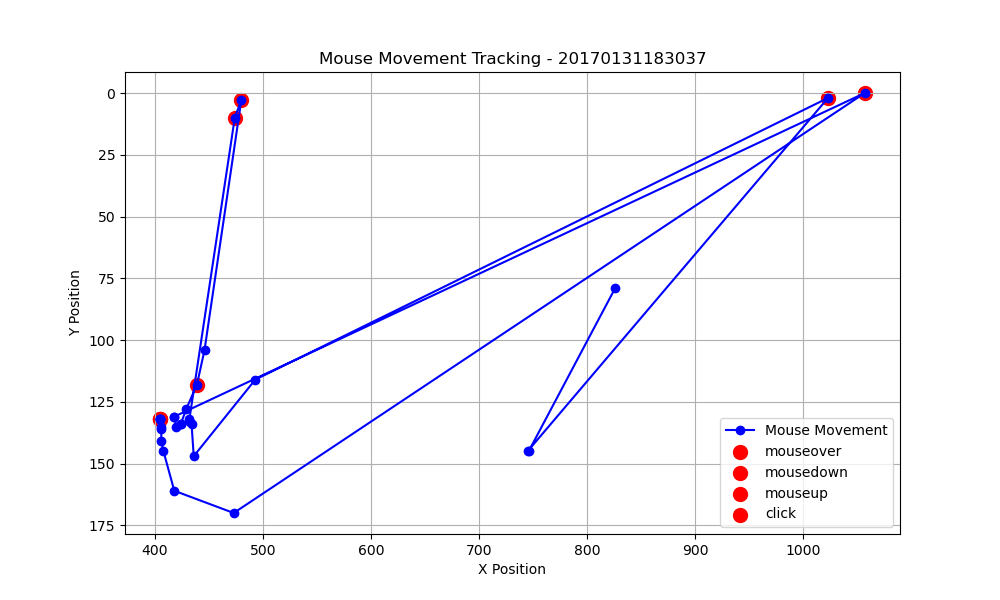 Mouse Movement Tracking - 20170131183037
Y Position
0
25
50
75
100
125
150
175
400
500
600
700
800
900
1000
X Position
Mouse Movement
mouseover
mousedown
mouseup
click